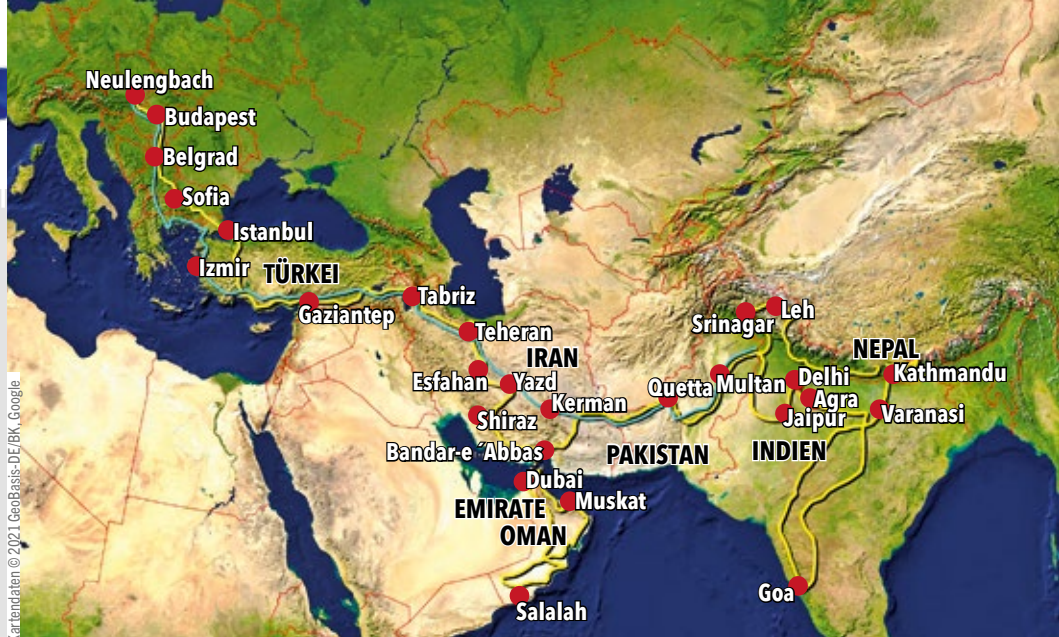 Neulengbach
Budapest
Belgrad
Sofia
Istanbul
Izmir
TÜRKEI
Gaziantep
Tabriz
Teheran
IRAN
Esfahan
Yazd
Kerman
Shiraz
Bandar-e ´Abbas
Dubai
EMIRATE
Muskat
OMAN
Salalah
Quetta
Multan
PAKISTAN
Srinagar
Leh
NEPAL
Kathmandu
Delhi
Agra
Jaipur
Varanasi
INDIEN
Goa
artendaten © 2021 GeoBasis-DE/BK,Google